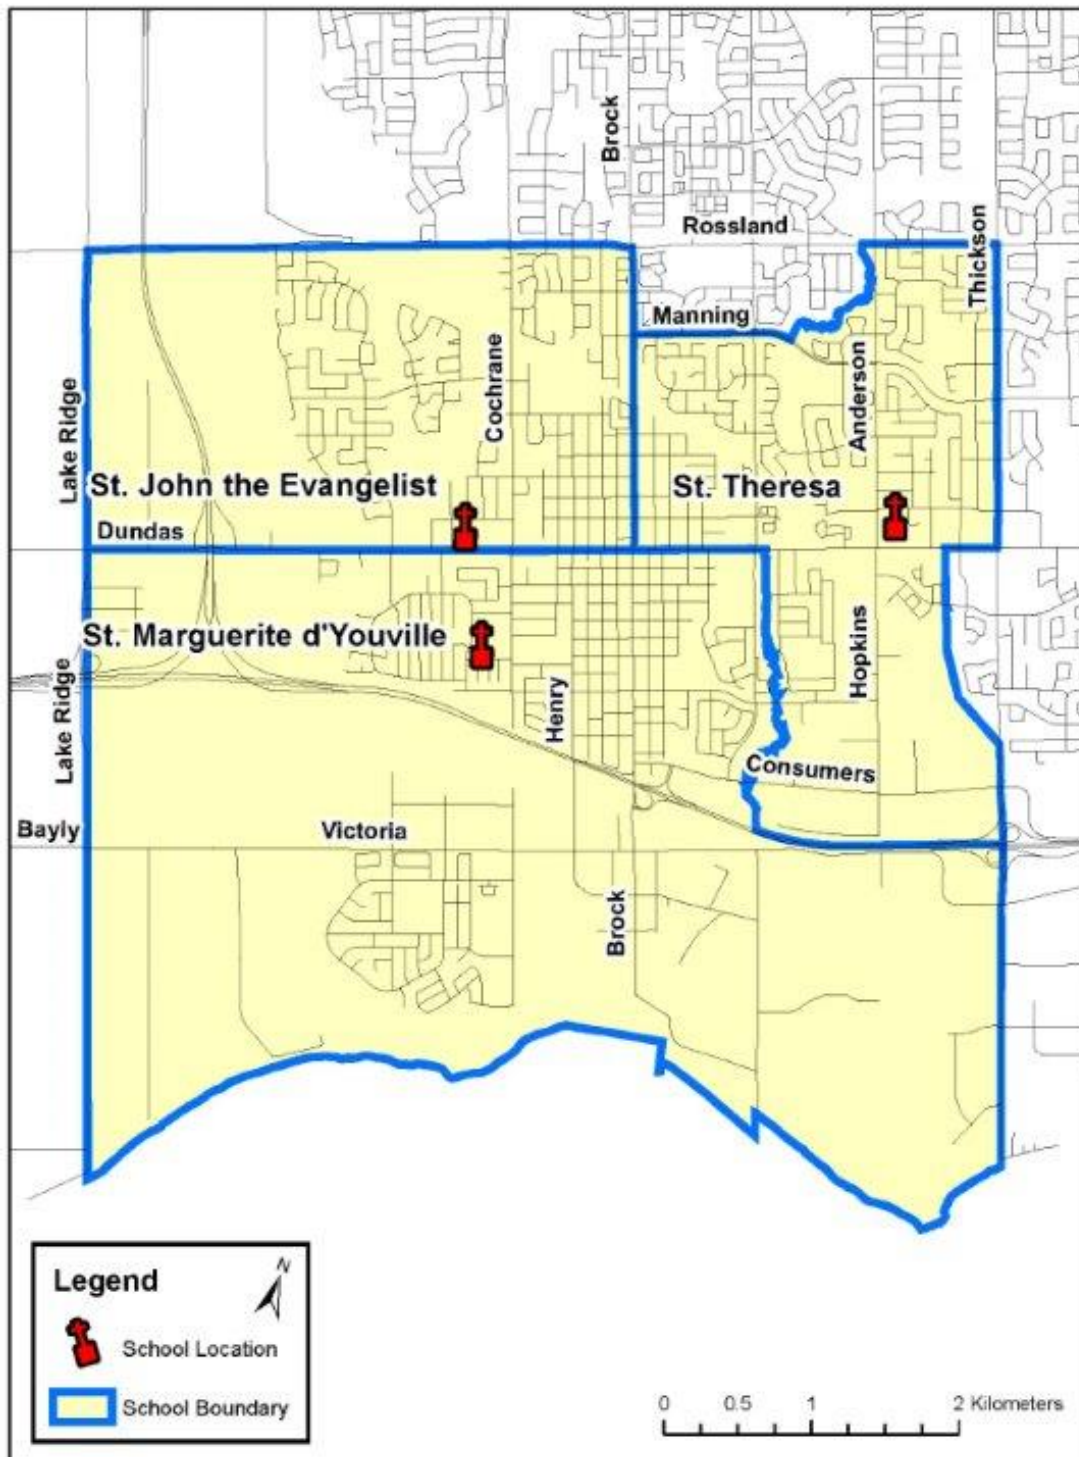 Brock
Rossland
Thickson
Manning
Cochrane
Anderson
Lake Ridge
St. John the Evangelist
St. Theresa
Dundas
St. Marguerite d'Youville
Hopkins
Lake Ridge
Henry
Consumers
Bayly
Victoria
Brock
Legend
N
School Location
School Boundary
0 0.5 1 2 Kilometers